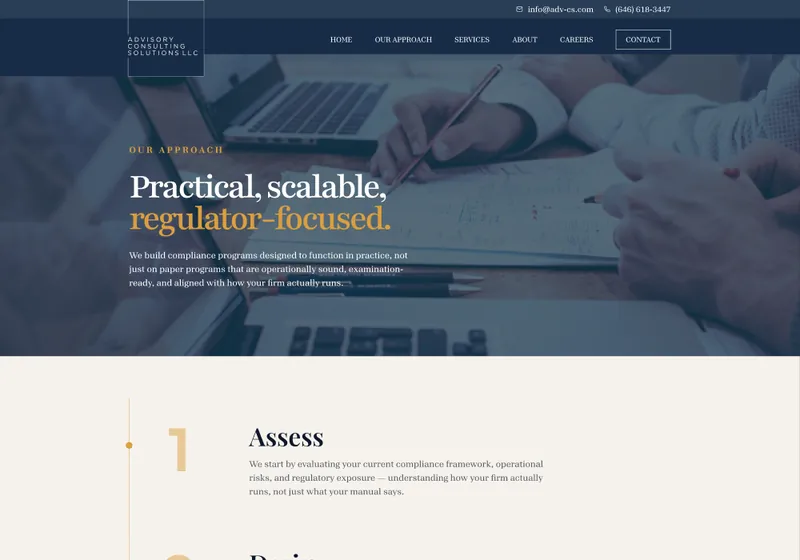 info@adv-cs.com (646) 618-3447
ADVISORY
CONSULTING
SOLUTIONS LLC
HOME OUR APPROACH SERVICES ABOUT CAREERS CONTACT
OUR APPROACH
Practical, scalable,
regulator-focused.
We build compliance programs designed to function in practice, not
just on paper programs that are operationally sound, examination-
ready, and aligned with how your firm actually runs.
1
Assess
We start by evaluating your current compliance framework, operational
risks, and regulatory exposure — understanding how your firm actually
runs, not just what your manual says.